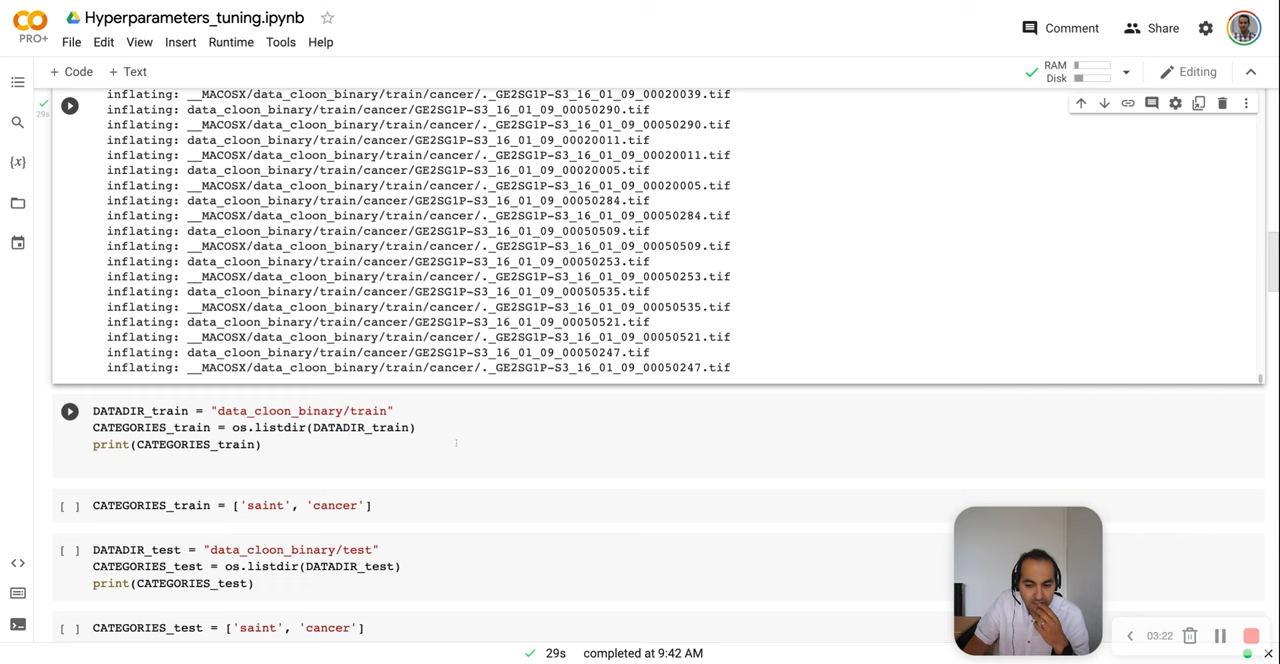 Hyperparameters_tuning.ipynb
PRO+
File Edit View Insert Runtime Tools Help
Comment Share
+ Code + Text
RAM
Disk
Editing
29s
inflating: __MACOSX/data_cloon_binary/train/cancer/._GE2SG1P-S3_16_01_09_00020039.tif
inflating: data_cloon_binary/train/cancer/GE2SG1P-S3_16_01_09_00050290.tif
inflating: __MACOSX/data_cloon_binary/train/cancer/._GE2SG1P-S3_16_01_09_00050290.tif
inflating: data_cloon_binary/train/cancer/GE2SG1P-S3_16_01_09_00020011.tif
inflating: __MACOSX/data_cloon_binary/train/cancer/._GE2SG1P-S3_16_01_09_00020011.tif
inflating: data_cloon_binary/train/cancer/GE2SG1P-S3_16_01_09_00020005.tif
inflating: __MACOSX/data_cloon_binary/train/cancer/._GE2SG1P-S3_16_01_09_00020005.tif
inflating: data_cloon_binary/train/cancer/GE2SG1P-S3_16_01_09_00050284.tif
inflating: __MACOSX/data_cloon_binary/train/cancer/._GE2SG1P-S3_16_01_09_00050284.tif
inflating: data_cloon_binary/train/cancer/GE2SG1P-S3_16_01_09_00050509.tif
inflating: __MACOSX/data_cloon_binary/train/cancer/._GE2SG1P-S3_16_01_09_00050509.tif
inflating: data_cloon_binary/train/cancer/GE2SG1P-S3_16_01_09_00050253.tif
inflating: __MACOSX/data_cloon_binary/train/cancer/._GE2SG1P-S3_16_01_09_00050253.tif
inflating: data_cloon_binary/train/cancer/GE2SG1P-S3_16_01_09_00050535.tif
inflating: __MACOSX/data_cloon_binary/train/cancer/._GE2SG1P-S3_16_01_09_00050535.tif
inflating: data_cloon_binary/train/cancer/GE2SG1P-S3_16_01_09_00050521.tif
inflating: __MACOSX/data_cloon_binary/train/cancer/._GE2SG1P-S3_16_01_09_00050521.tif
inflating: data_cloon_binary/train/cancer/GE2SG1P-S3_16_01_09_00050247.tif
inflating: __MACOSX/data_cloon_binary/train/cancer/._GE2SG1P-S3_16_01_09_00050247.tif
DATADIR_train = "data_cloon_binary/train"
CATEGORIES_train = os.listdir(DATADIR_train)
print(CATEGORIES_train)
[ ] CATEGORIES_train = ['saint', 'cancer']
[ ] DATADIR_test = "data_cloon_binary/test"
CATEGORIES_test = os.listdir(DATADIR_test)
print(CATEGORIES_test)
[ ] CATEGORIES_test = ['saint', 'cancer']
03:22
29s completed at 9:42 AM